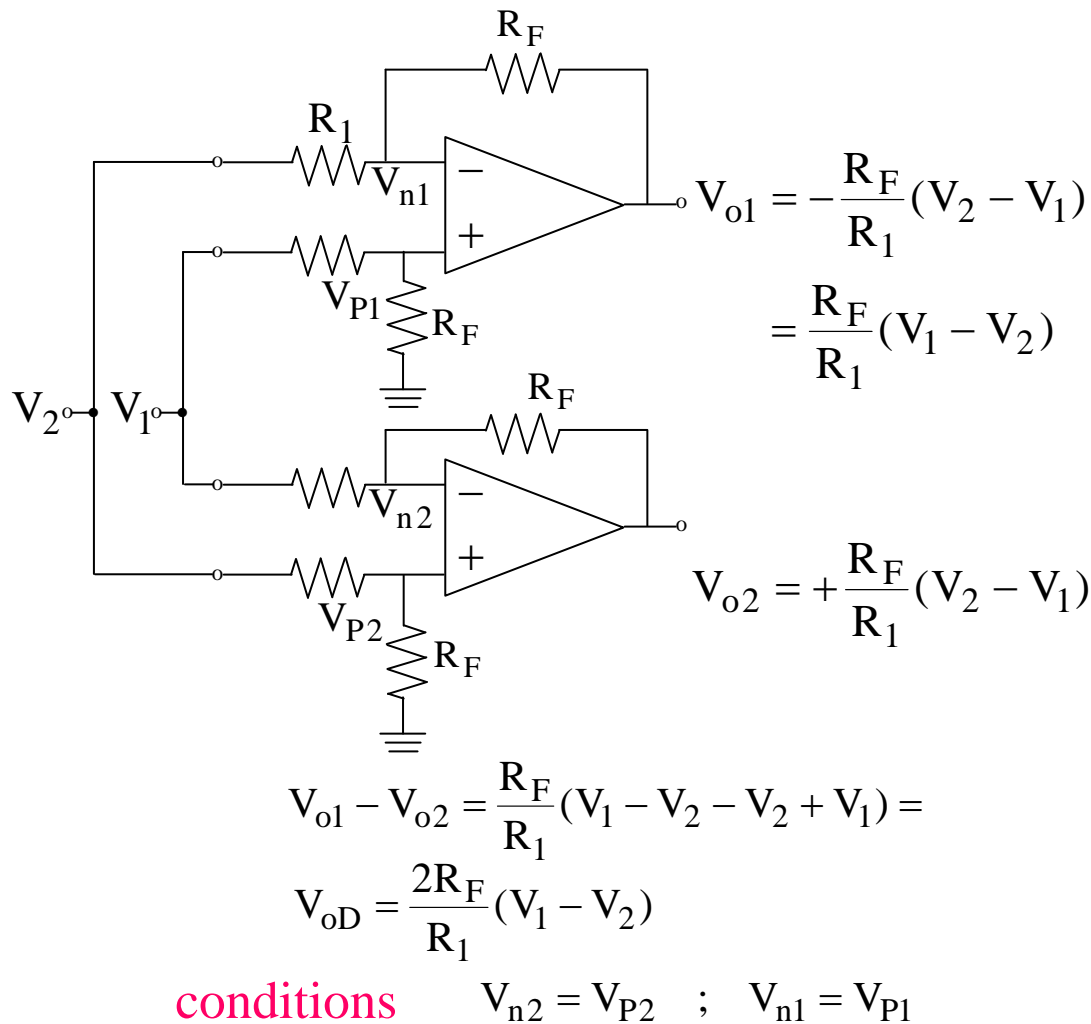 R_F
R_1
V_n1
−
+
V_P1
R_F
V_o1 = −R_F/R_1 (V_2 − V_1)
= R_F/R_1 (V_1 − V_2)
V_2
V_1
R_F
V_n2
−
+
V_P2
R_F
V_o2 = +R_F/R_1 (V_2 − V_1)
V_o1 − V_o2 = R_F/R_1 (V_1 − V_2 − V_2 + V_1) =
V_oD = 2R_F/R_1 (V_1 − V_2)
conditions V_n2 = V_P2 ; V_n1 = V_P1